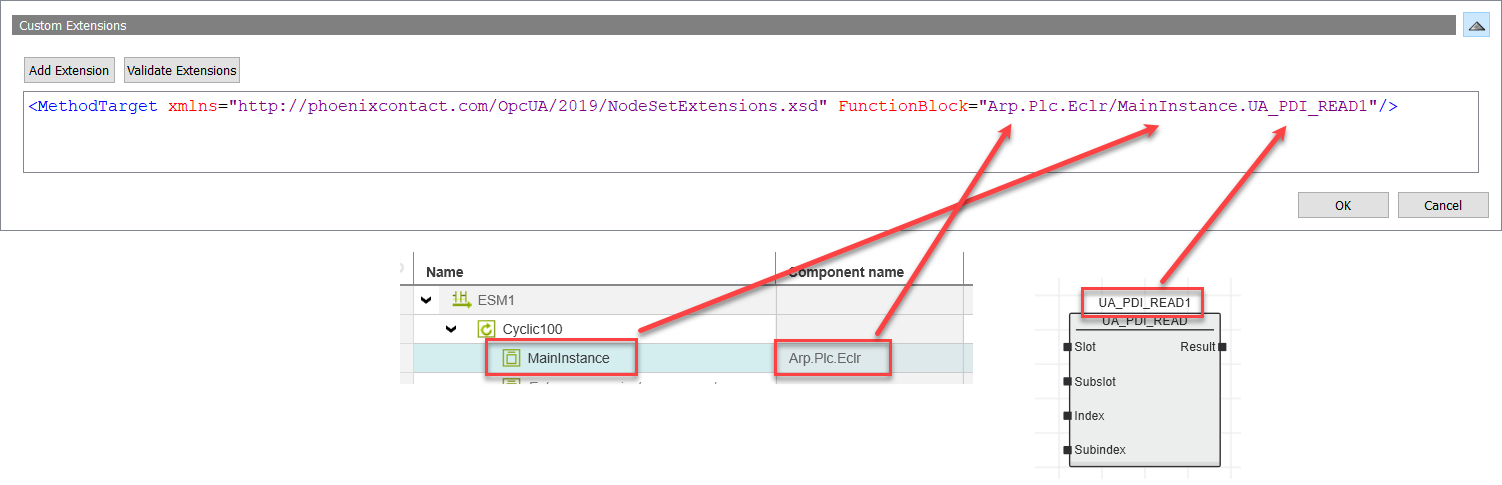 Custom Extensions
Add Extension Validate Extensions
<MethodTarget xmlns="http://phoenixcontact.com/OpcUA/2019/NodeSetExtensions.xsd" FunctionBlock="Arp.Plc.Eclr/MainInstance.UA_PDI_READ1"/>
OK Cancel
Name Component name
ESM1
Cyclic100
MainInstance Arp.Plc.Eclr
UA_PDI_READ1
UA_PDI_READ
Slot Result
Subslot
Index
Subindex